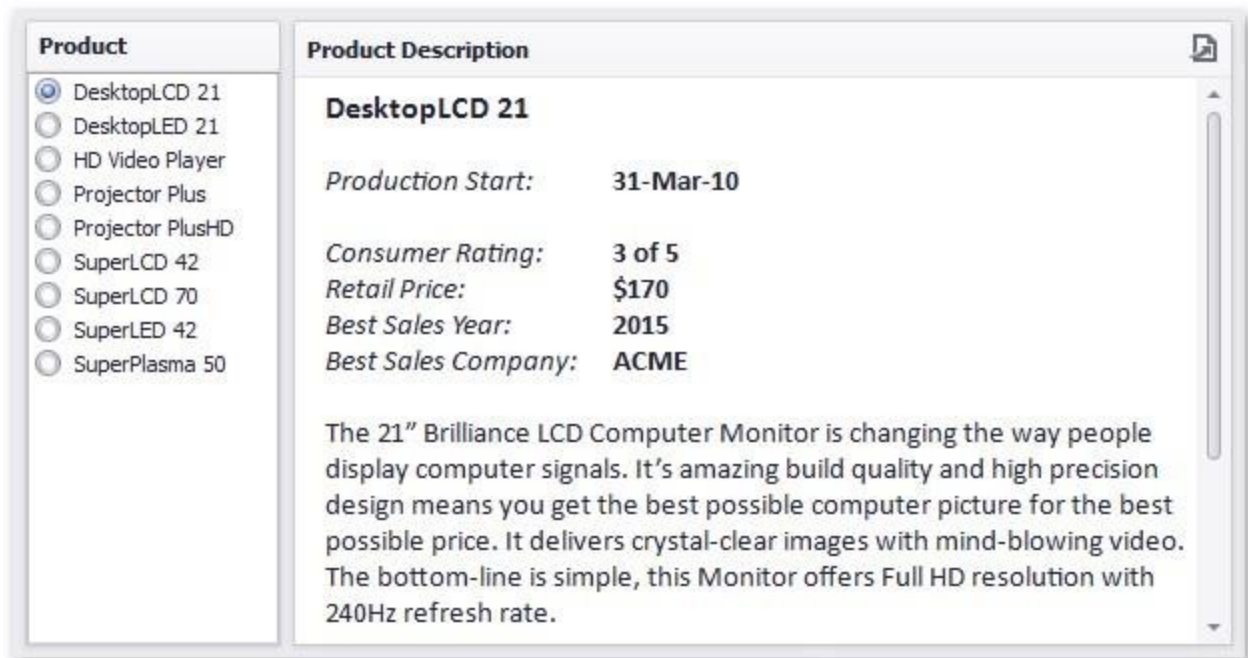 Product
DesktopLCD 21
DesktopLED 21
HD Video Player
Projector Plus
Projector PlusHD
SuperLCD 42
SuperLCD 70
SuperLED 42
SuperPlasma 50
Product Description
DesktopLCD 21
Production Start: 31-Mar-10
Consumer Rating: 3 of 5
Retail Price: $170
Best Sales Year: 2015
Best Sales Company: ACME
The 21” Brilliance LCD Computer Monitor is changing the way people
display computer signals. It’s amazing build quality and high precision
design means you get the best possible computer picture for the best
possible price. It delivers crystal-clear images with mind-blowing video.
The bottom-line is simple, this Monitor offers Full HD resolution with
240Hz refresh rate.